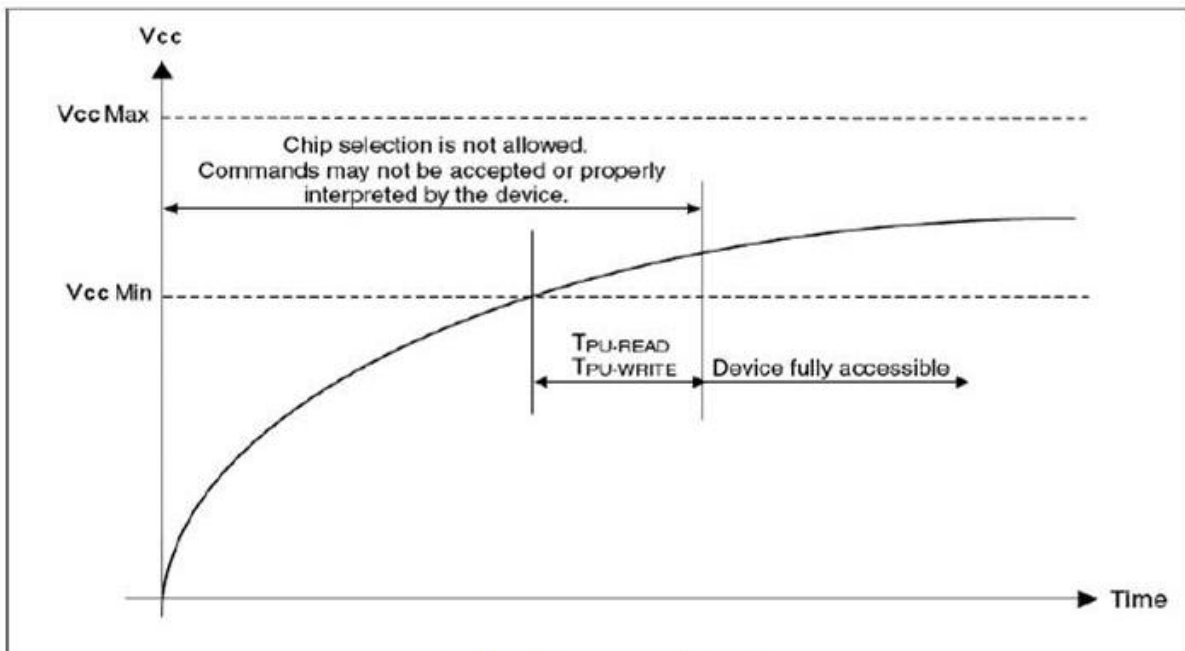 Vcc
Vcc Max
Chip selection is not allowed.
Commands may not be accepted or properly
interpreted by the device.
Vcc Min
TPU-READ
TPU-WRITE
Device fully accessible
Time